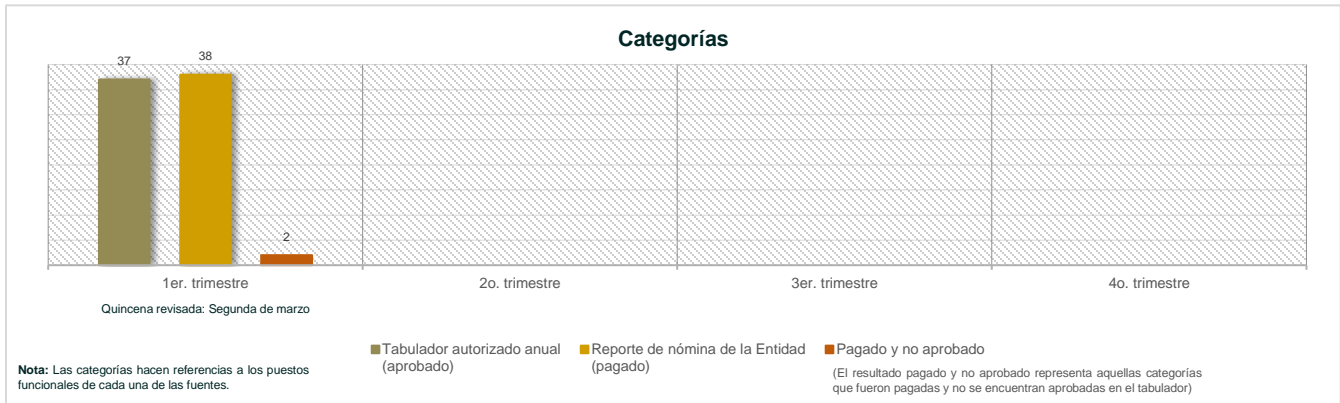 Categorías
37
38
2
1er. trimestre
2o. trimestre
3er. trimestre
4o. trimestre
Quincena revisada: Segunda de marzo
Tabulador autorizado anual
(aprobado)
Reporte de nómina de la Entidad
(pagado)
Pagado y no aprobado
(El resultado pagado y no aprobado representa aquellas categorías
que fueron pagadas y no se encuentran aprobadas en el tabulador)
Nota: Las categorías hacen referencias a los puestos
funcionales de cada una de las fuentes.